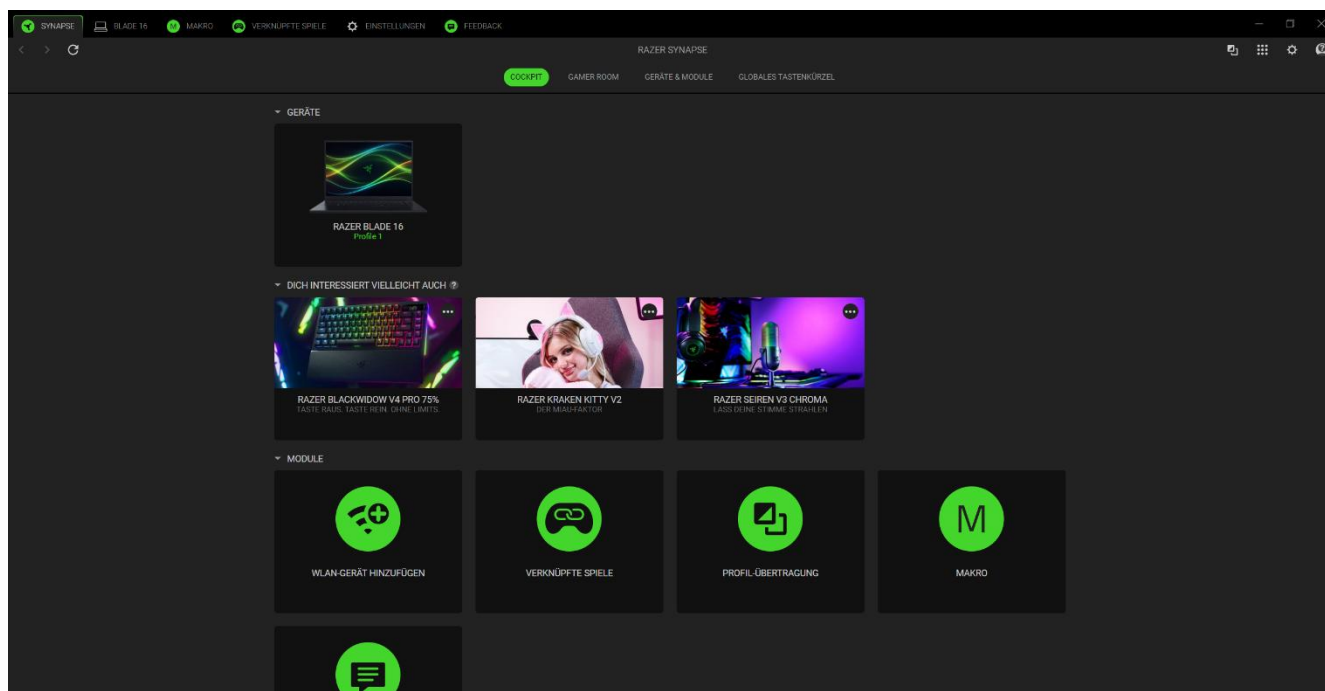 SYNAPSE
BLADE 16
MAKRO
VERKNÜPFTE SPIELE
EINSTELLUNGEN
FEEDBACK
RAZER SYNAPSE
COCKPIT
GAMER ROOM
GERÄTE & MODULE
GLOBALES TASTENKÜRZEL
GERÄTE
RAZER BLADE 16
Profile 1
DICH INTERESSIERT VIELLEICHT AUCH ?
RAZER BLACKWIDOW V4 PRO 75%
TASTE RAUS. TASTE REIN. OHNE LIMITS.
RAZER KRAKEN KITTY V2
DER MIAU-FAKTOR
RAZER SEIREN V3 CHROMA
LASS DEINE STIMME STRAHLEN
MODULE
WLAN-GERÄT HINZUFÜGEN
VERKNÜPFTE SPIELE
PROFIL-ÜBERTRAGUNG
M
MAKRO